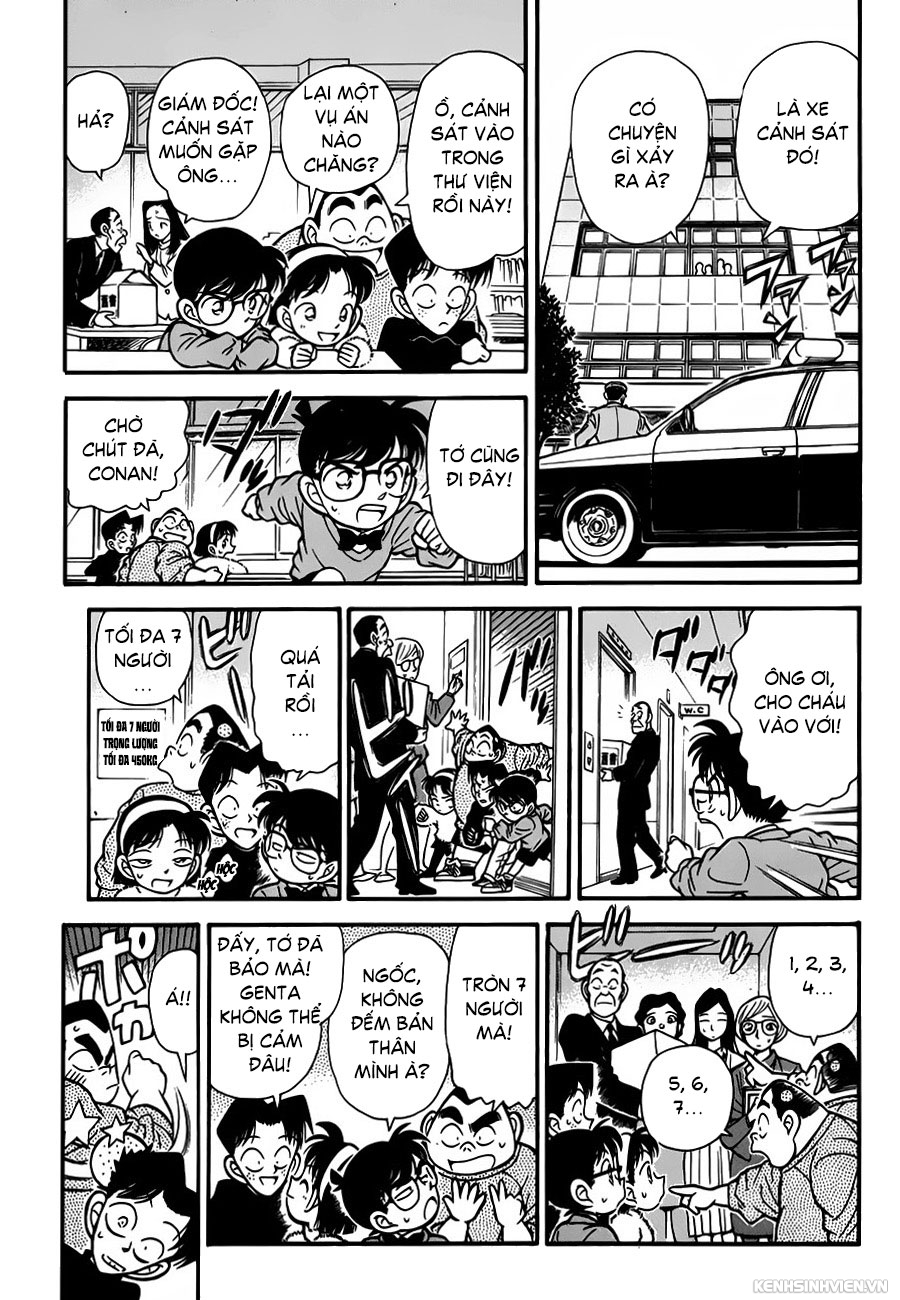 LÀ XE
CẢNH SÁT
ĐÓ!
CÓ
CHUYỆN
GÌ XẢY
RA À?
Ồ, CẢNH
SÁT VÀO
TRONG
THƯ VIỆN
RỒI NÀY!
LẠI MỘT
VỤ ÁN
NÀO
CHĂNG?
GIÁM ĐỐC!
CẢNH SÁT
MUỐN GẶP
ÔNG...
HẢ?
TỚ CŨNG
ĐI ĐÂY!
CHỜ
CHÚT ĐÃ,
CONAN!
ÔNG ƠI,
CHO CHÁU
VÀO VỚI!
W.C
QUÁ
TẢI
RỒI
...
TỐI ĐA 7
NGƯỜI
...
TỐI ĐA 7 NGƯỜI
TRỌNG LƯỢNG
TỐI ĐA 450KG
HỘC
HỘC
1, 2, 3,
4...
5, 6,
7...
TRÒN 7
NGƯỜI
MÀ!
NGỐC,
KHÔNG
ĐẾM BẢN
THÂN
MÌNH À?
ĐẤY, TỚ ĐÃ
BẢO MÀ!
GENTA
KHÔNG THỂ
BỊ CẢM
ĐÂU!
Á!!
ポカッ
KENHSINHVIEN.VN